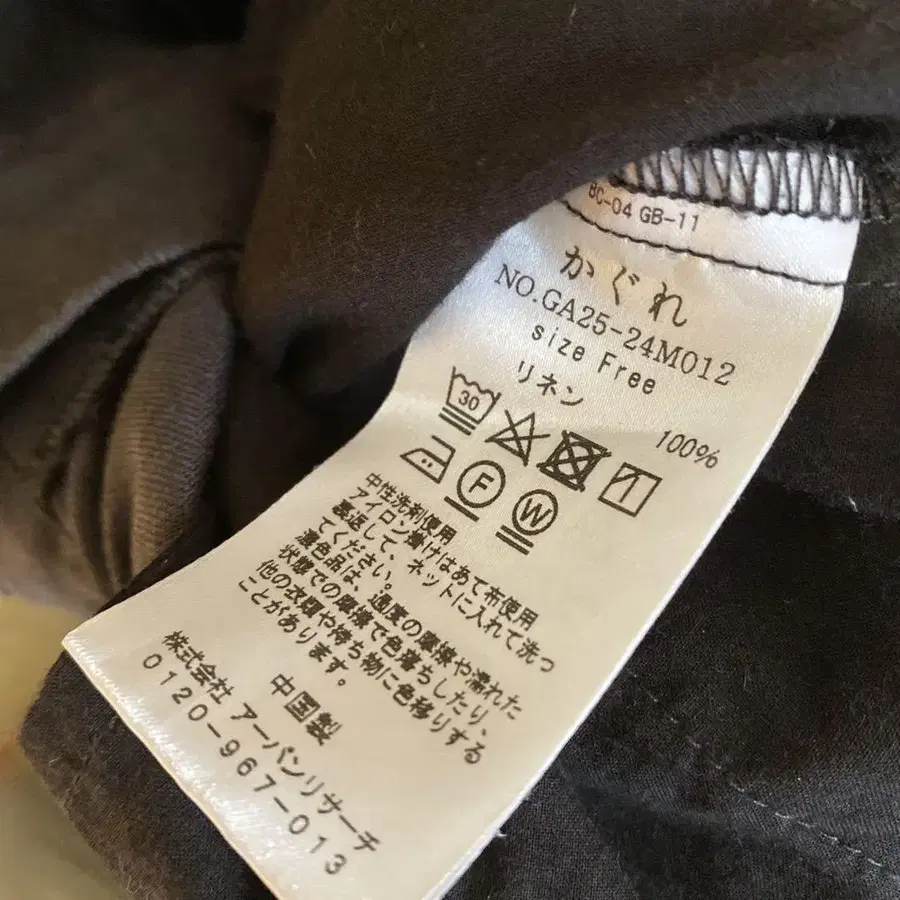 8C-04 GB-11
かぐれ
NO.GA25-24M012
size Free
リネン 100%
30
F W
中性洗剤使用
アイロン掛けはあて布使用
裏返して、ネットに入れて洗っ
てください。
濃色品は、過度の摩擦や濡れた
状態での摩擦で色落ちしたり、
他の衣類や持ち物に色移りする
ことがあります。
中国製
株式会社 アーバンリサーチ
0120-967-013